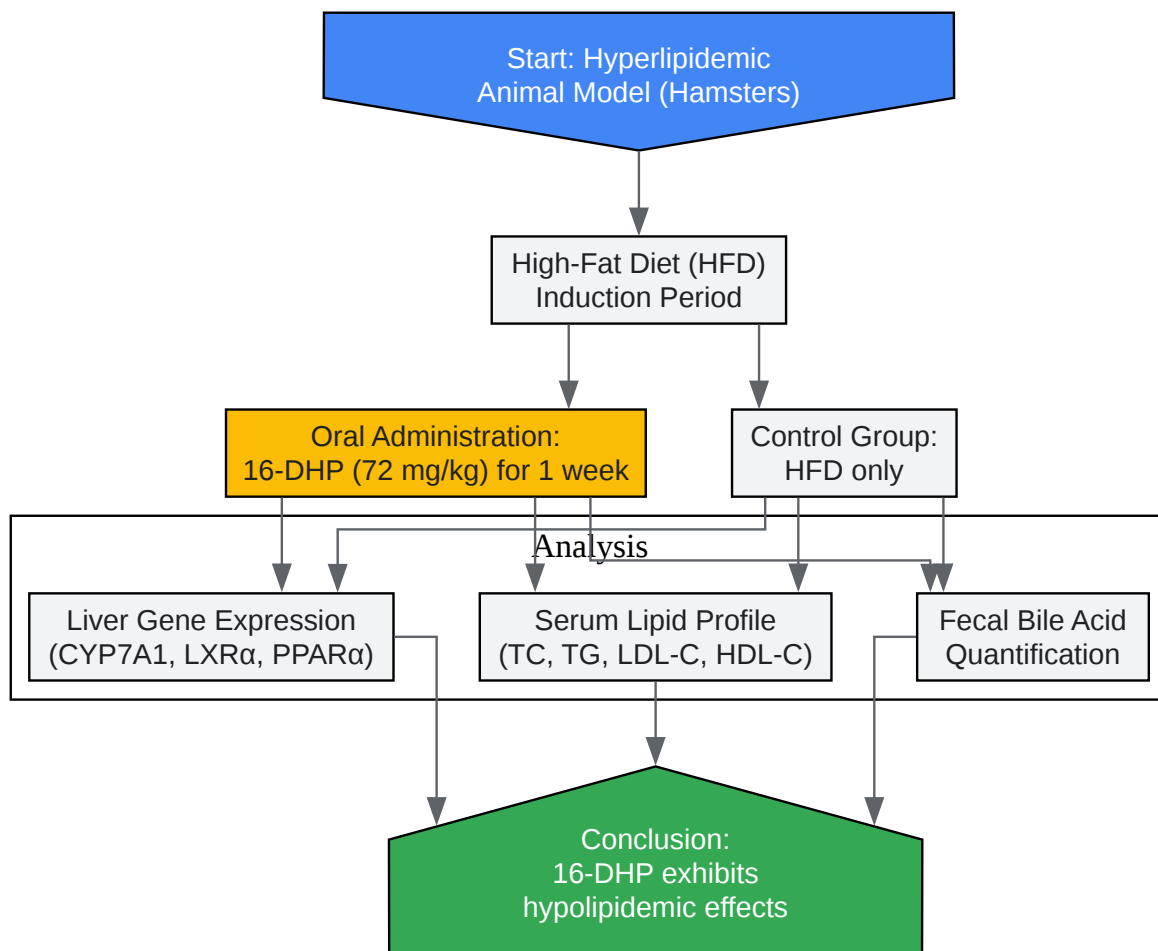 Start: Hyperlipidemic
Animal Model (Hamsters)
High-Fat Diet (HFD)
Induction Period
Oral Administration:
16-DHP (72 mg/kg) for 1 week
Control Group:
HFD only
Analysis
Liver Gene Expression
(CYP7A1, LXRα, PPARα)
Serum Lipid Profile
(TC, TG, LDL-C, HDL-C)
Fecal Bile Acid
Quantification
Conclusion:
16-DHP exhibits
hypolipidemic effects